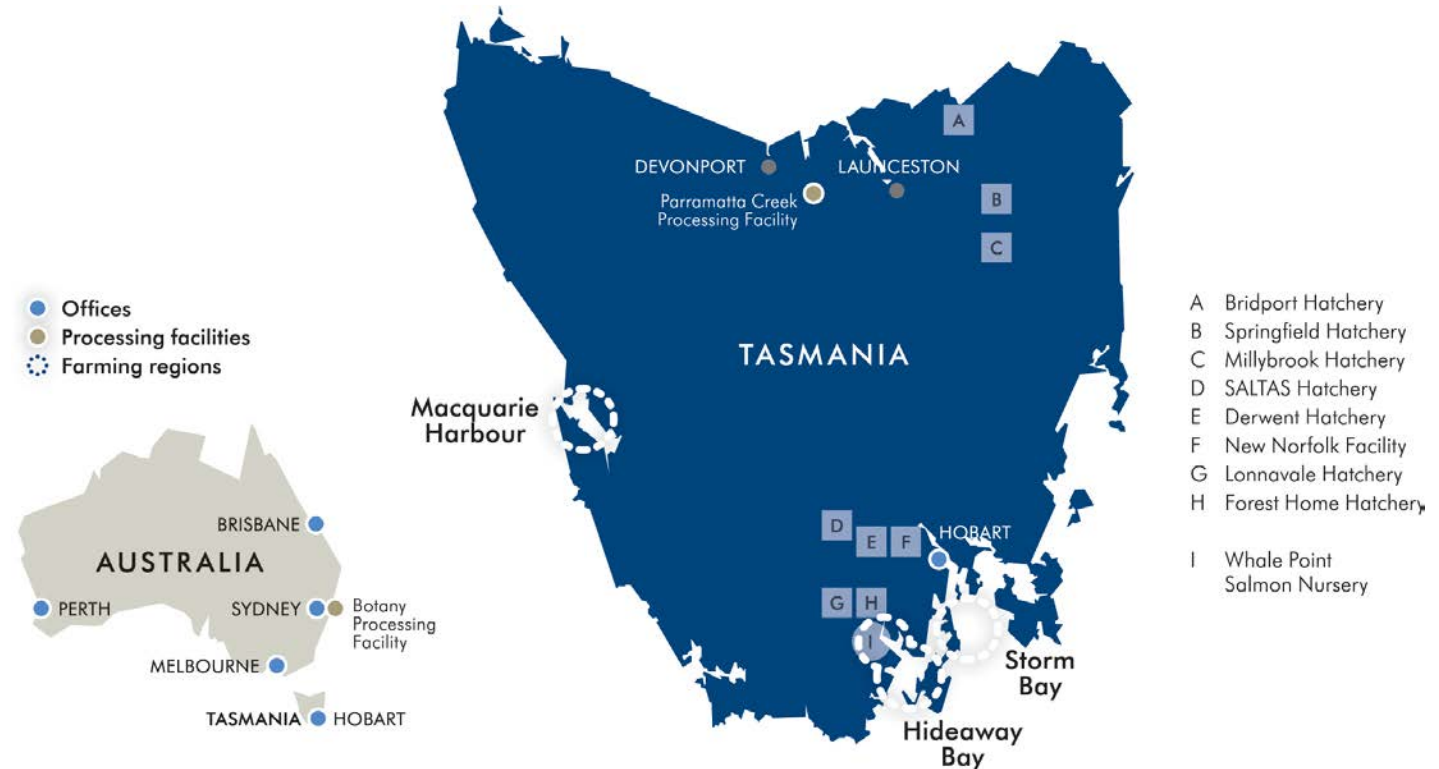 DEVONPORT
LAUNCESTON
Parramatta Creek
Processing Facility
A
B
C
TASMANIA
Macquarie
Harbour
D
E
F
HOBART
G
H
I
Storm
Bay
Hideaway
Bay
Offices
Processing facilities
Farming regions
BRISBANE
AUSTRALIA
PERTH
SYDNEY
Botany
Processing
Facility
MELBOURNE
TASMANIA
HOBART
A Bridport Hatchery
B Springfield Hatchery
C Millybrook Hatchery
D SALTAS Hatchery
E Derwent Hatchery
F New Norfolk Facility
G Lonnavale Hatchery
H Forest Home Hatchery
I Whale Point
Salmon Nursery